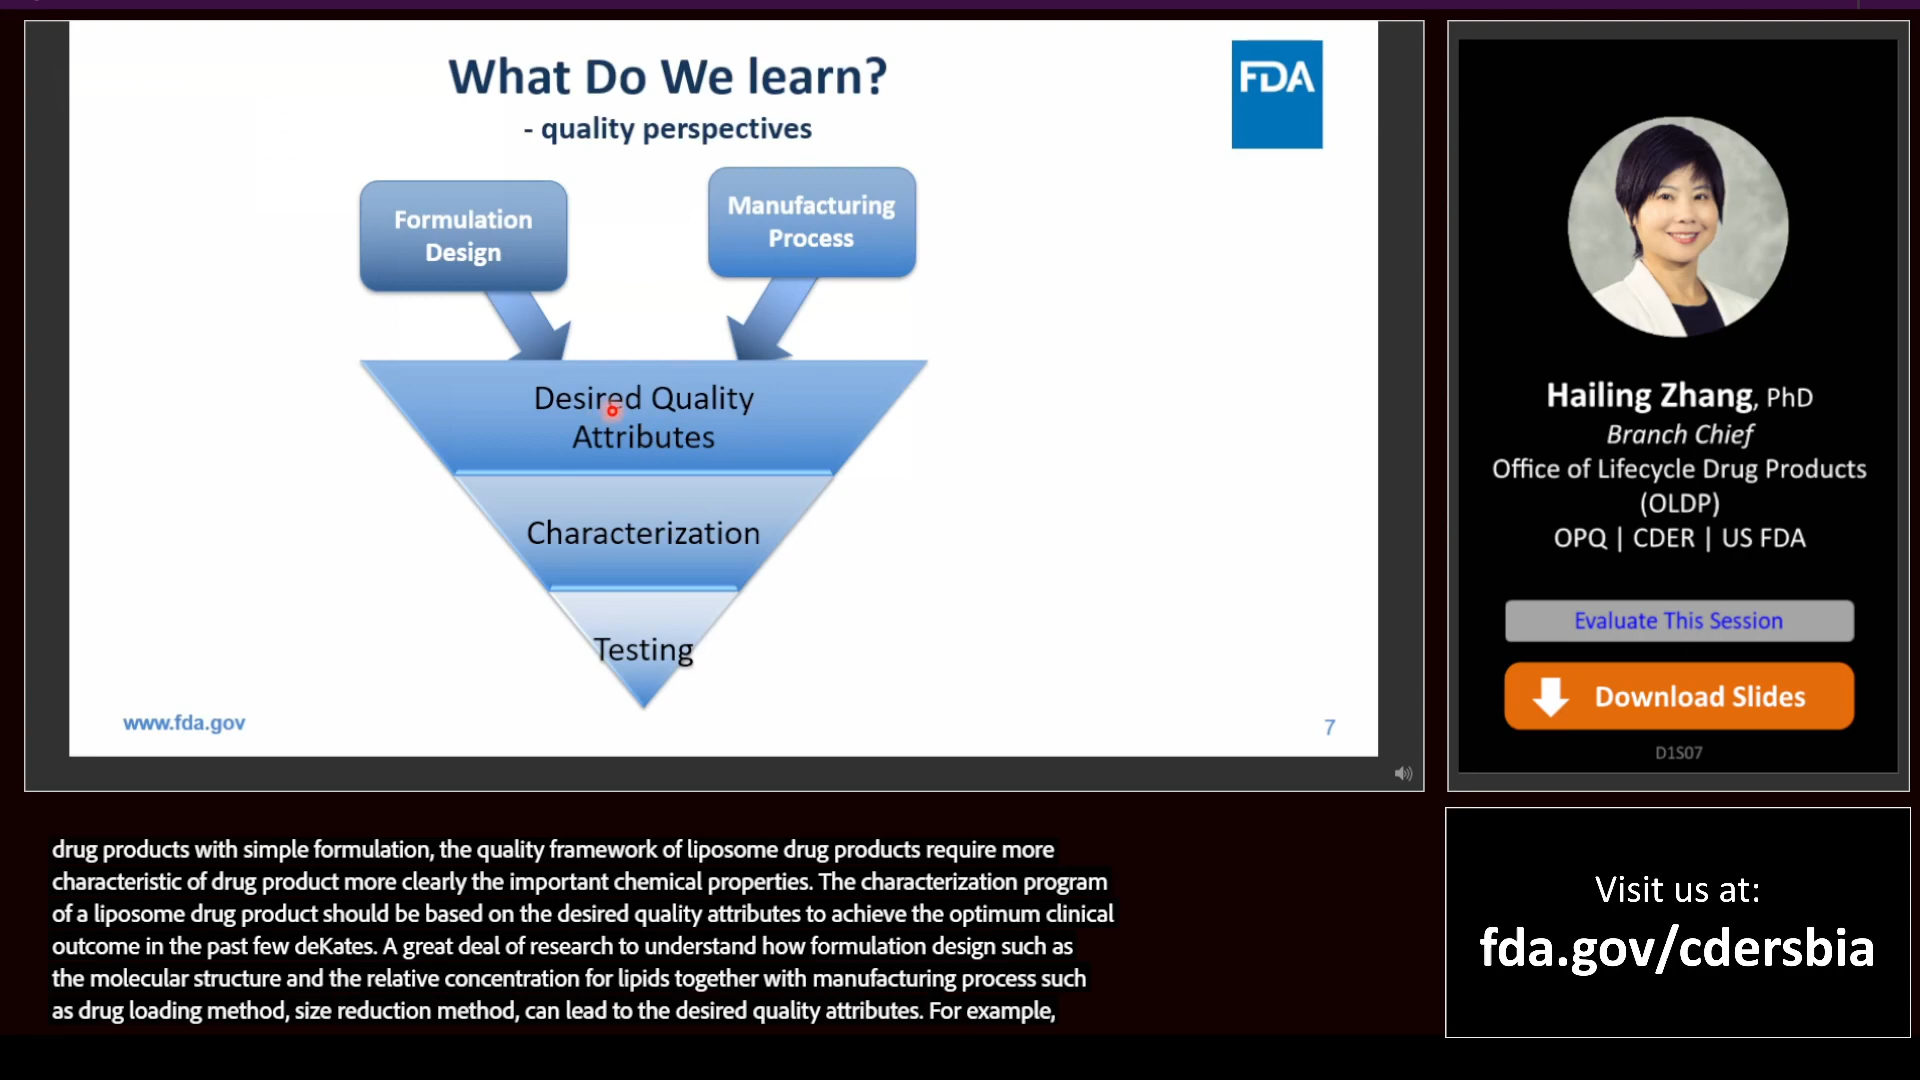 What Do We learn?
- quality perspectives
FDA
Formulation
Design
Manufacturing
Process
Desired Quality
Attributes
Characterization
Testing
www.fda.gov
7
Hailing Zhang, PhD
Branch Chief
Office of Lifecycle Drug Products
(OLDP)
OPQ | CDER | US FDA
Evaluate This Session
Download Slides
D1S07
drug products with simple formulation, the quality framework of liposome drug products require more
characteristic of drug product more clearly the important chemical properties. The characterization program
of a liposome drug product should be based on the desired quality attributes to achieve the optimum clinical
outcome in the past few deKates. A great deal of research to understand how formulation design such as
the molecular structure and the relative concentration for lipids together with manufacturing process such
as drug loading method, size reduction method, can lead to the desired quality attributes. For example,
Visit us at:
fda.gov/cdersbia